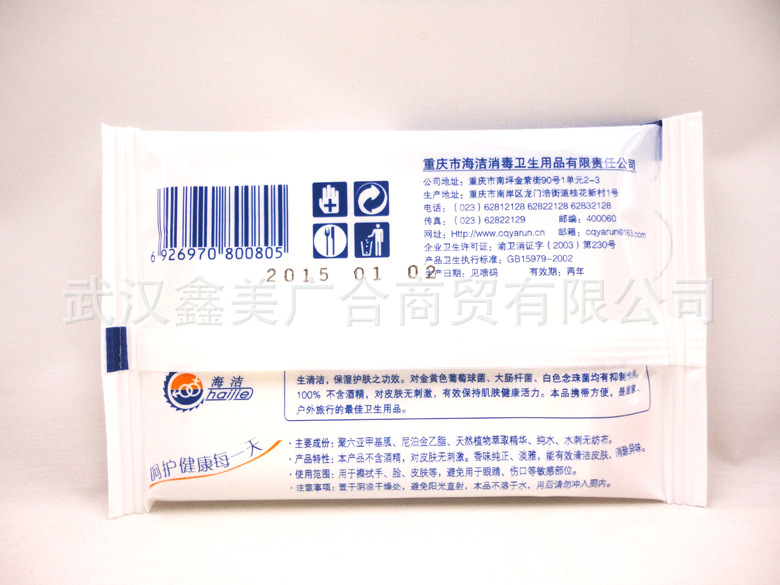 重庆市海洁消毒卫生用品有限责任公司
公司地址：重庆市南坪金紫街90号1单元2-3
生产地址：重庆市南岸区龙门浩街道桂花新村1号
电话：（023）62812128 62822128 62832128
传真：（023）62822129 邮编：400060
网址：Http://www.cqyarun.cn 邮箱：cqyarun@163.com
企业卫生许可证：渝卫消证字（2003）第230号
产品卫生执行标准：GB15979-2002
生产日期：见喷码 有效期：两年
6 926970 800805
2015 01 02
武汉鑫美广合商贸有限公司
海洁
haijie
呵护健康每一天
生清洁，保湿护肤之功效。对金黄色葡萄球菌、大肠杆菌、白色念珠菌均有抑制
100%不含酒精，对皮肤无刺激，有效保持肌肤健康活力。本品携带方便，是居家、
户外旅行的最佳卫生用品。
·主要成份：聚六亚甲基胍、尼泊金乙酯、天然植物萃取精华、纯水、水刺无纺布。
·产品特性：本产品不含酒精，对皮肤无刺激。香味纯正、淡雅，能有效清洁皮肤、消除异味。
·使用范围：用于擦拭手、脸、皮肤等，避免用于眼睛、伤口等敏感部位。
·注意事项：置于阴凉干燥处，避免阳光直射，本品不溶于水，用后请勿冲入厕内。